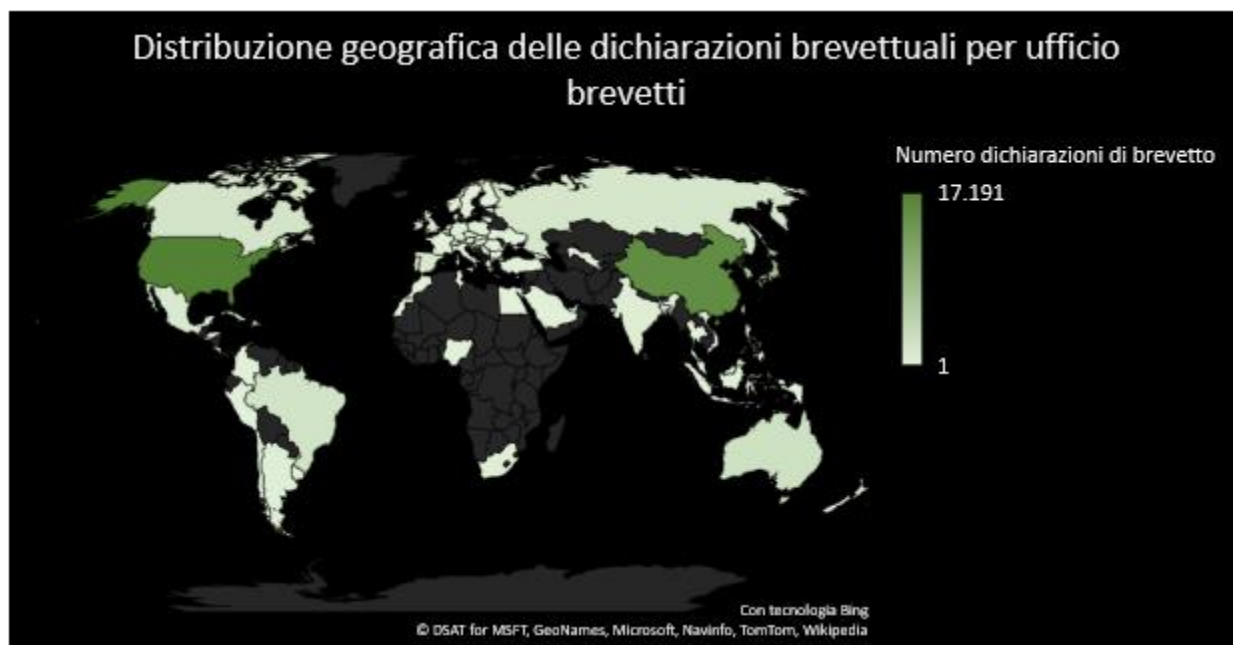 Distribuzione geografica delle dichiarazioni brevettuali per ufficio
brevetti
Numero dichiarazioni di brevetto
17.191
1
Con tecnologia Bing
© DSAT for MSFT, GeoNames, Microsoft, Navinfo, TomTom, Wikipedia